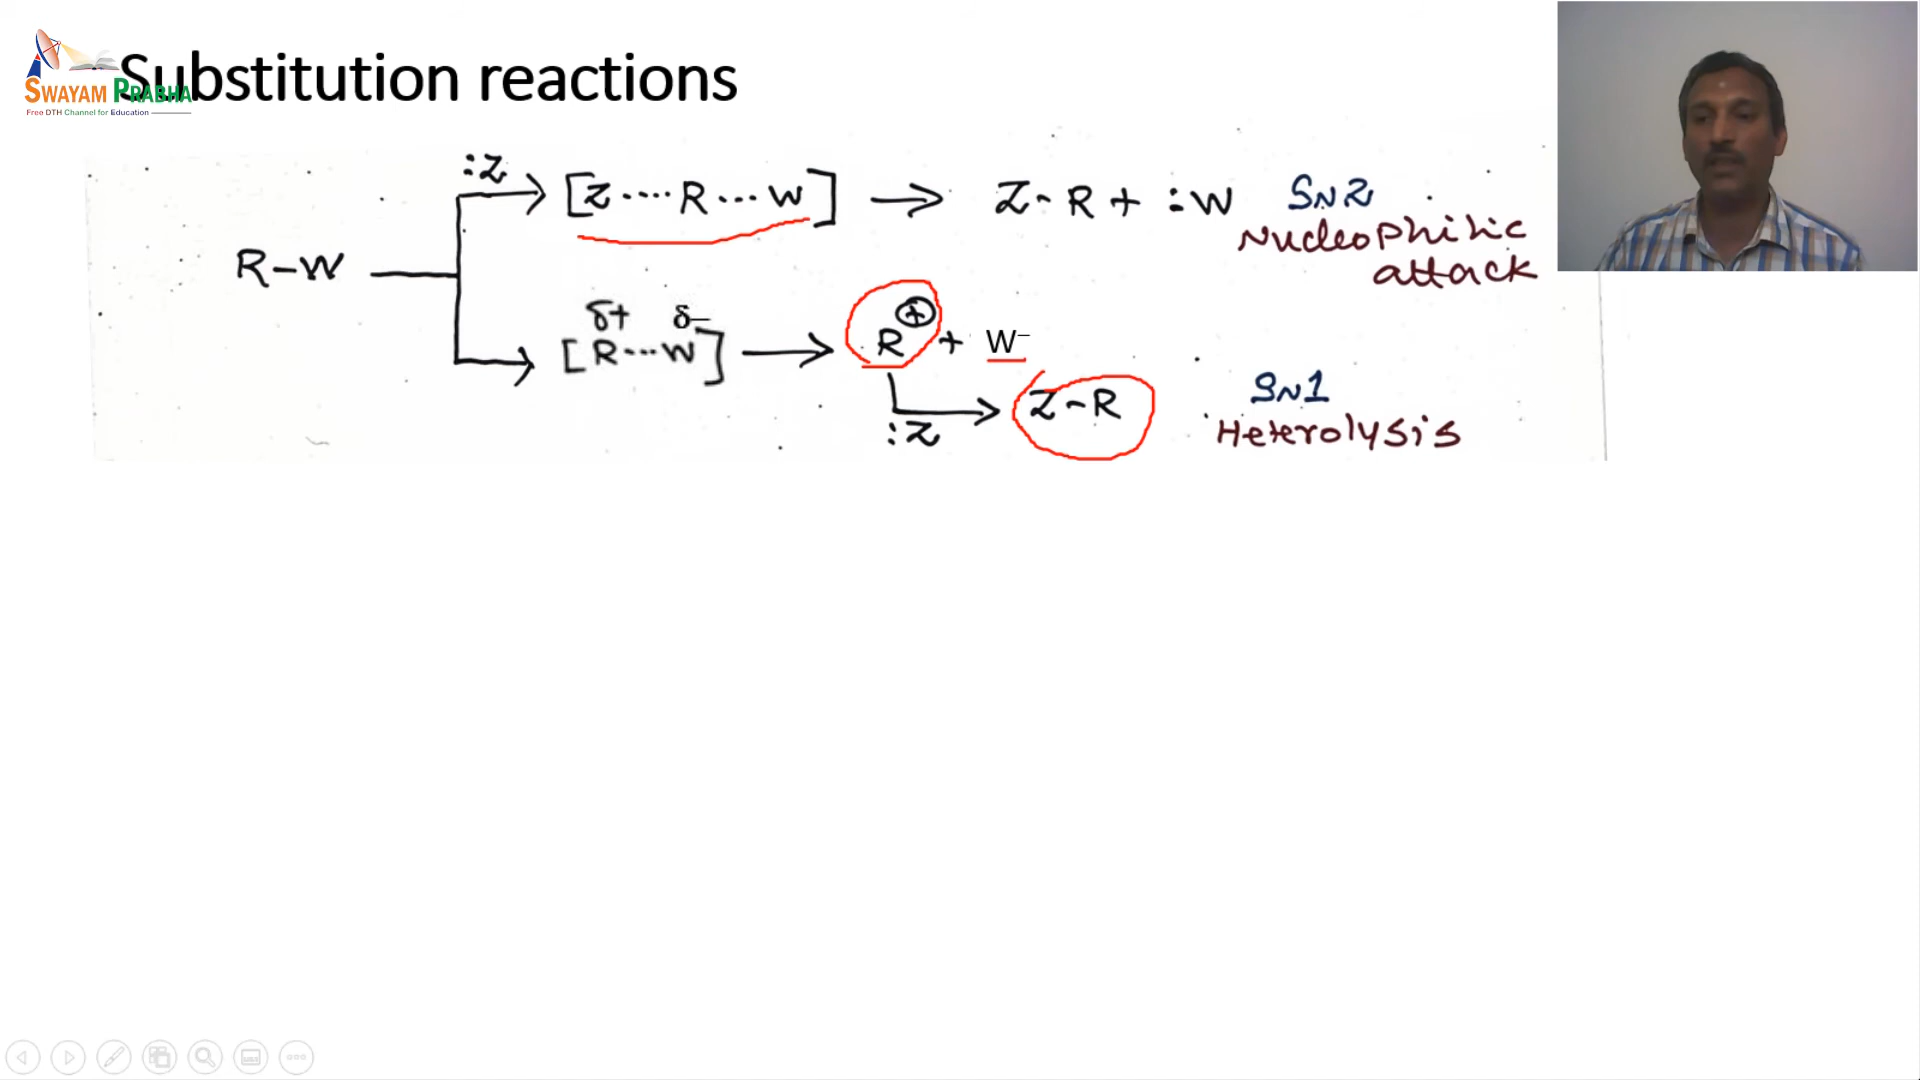 Substitution reactions
SWAYAM PRABHA
Free DTH Channel for Education
:Z
[Z····R···W] → Z-R + :W SN2
Nucleophilic
attack
R-W
δ+ δ−
[R···W] → R⊕ + W−
:Z → Z-R SN1
Heterolysis